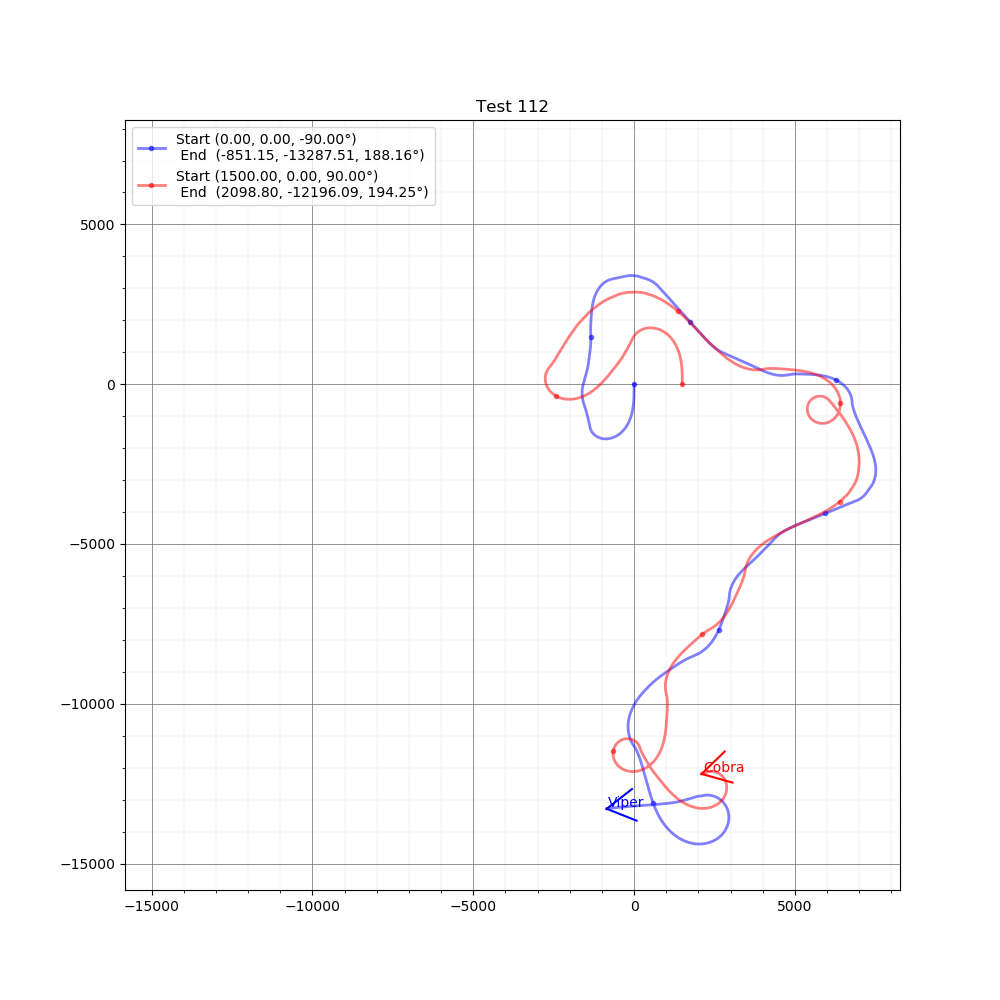 Test 112
Start (0.00, 0.00, -90.00°)
End  (-851.15, -13287.51, 188.16°)
Start (1500.00, 0.00, 90.00°)
End  (2098.80, -12196.09, 194.25°)
5000
0
−5000
−10000
−15000
Cobra
Viper
−15000
−10000
−5000
0
5000